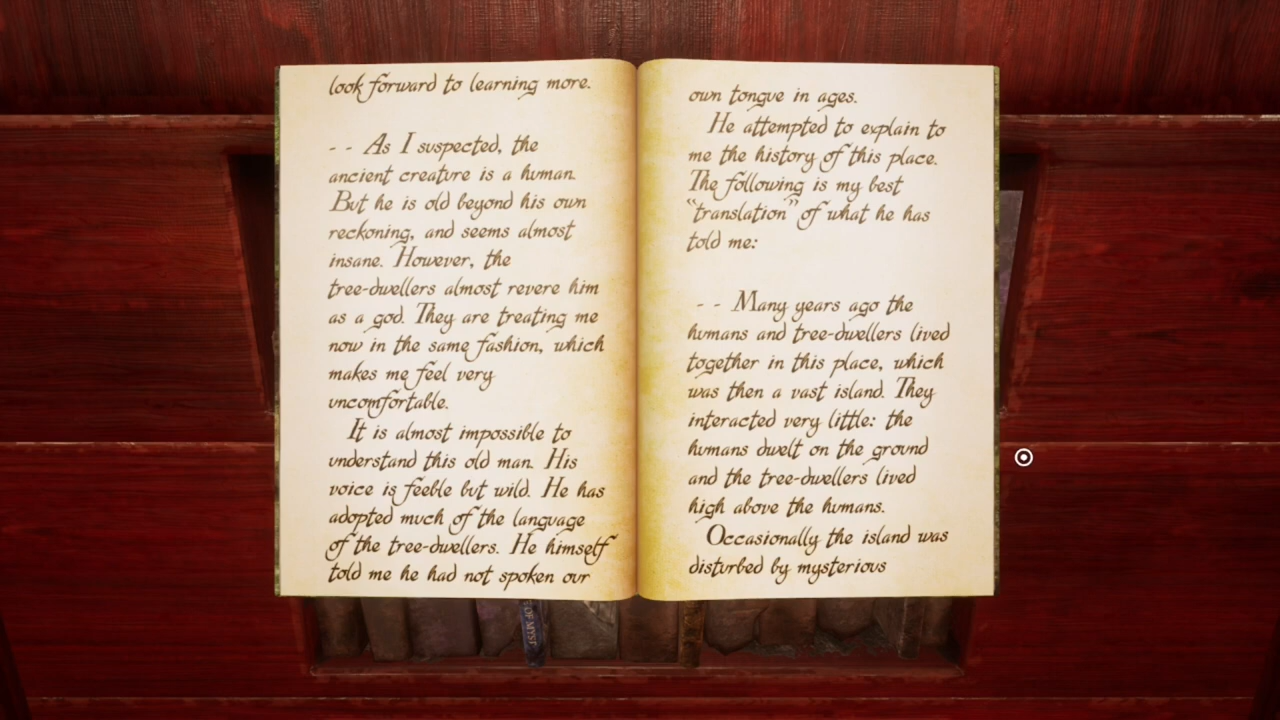 look forward to learning more.
- - As I suspected, the
ancient creature is a human.
But he is old beyond his own
reckoning, and seems almost
insane. However, the
tree-dwellers almost revere him
as a god. They are treating me
now in the same fashion, which
makes me feel very
uncomfortable.
It is almost impossible to
understand this old man. His
voice is feeble but wild. He has
adopted much of the language
of the tree-dwellers. He himself
told me he had not spoken our
own tongue in ages.
He attempted to explain to
me the history of this place.
The following is my best
"translation" of what he has
told me:
- - Many years ago the
humans and tree-dwellers lived
together in this place, which
was then a vast island. They
interacted very little: the
humans dwelt on the ground
and the tree-dwellers lived
high above the humans.
Occasionally the island was
disturbed by mysterious
OF MYST